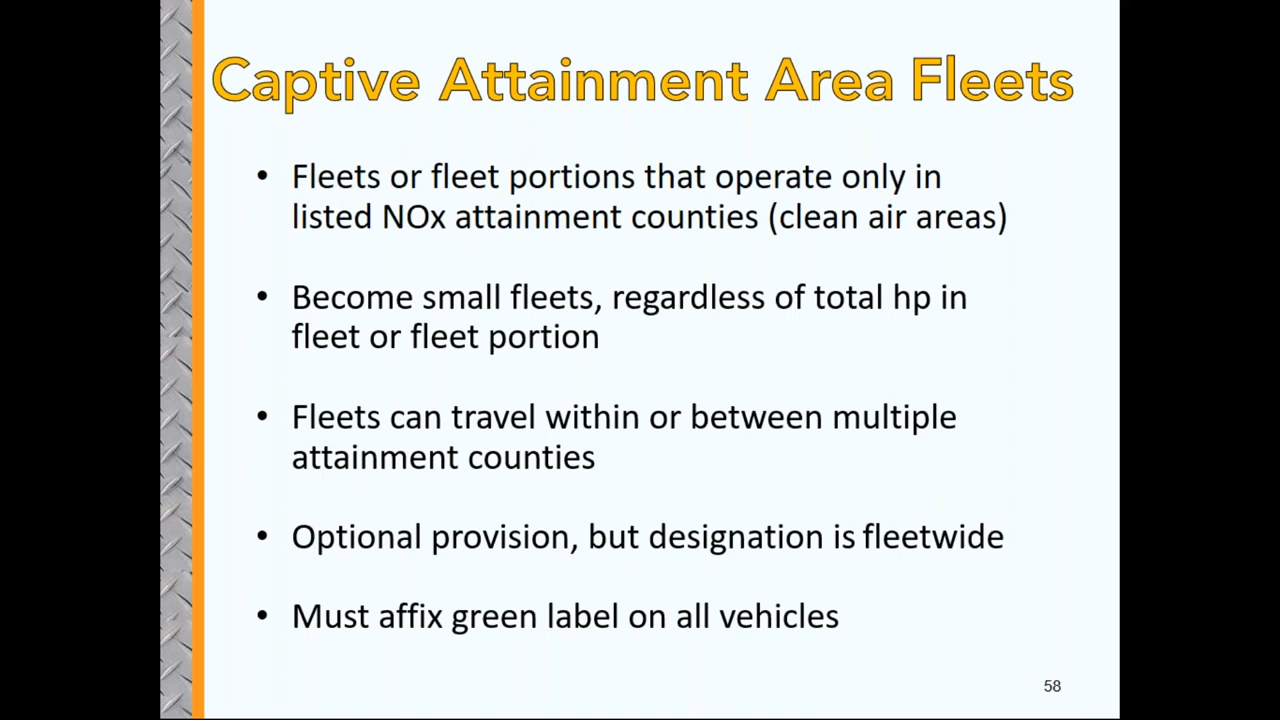 Captive Attainment Area Fleets
• Fleets or fleet portions that operate only in
listed NOx attainment counties (clean air areas)
• Become small fleets, regardless of total hp in
fleet or fleet portion
• Fleets can travel within or between multiple
attainment counties
• Optional provision, but designation is fleetwide
• Must affix green label on all vehicles
58